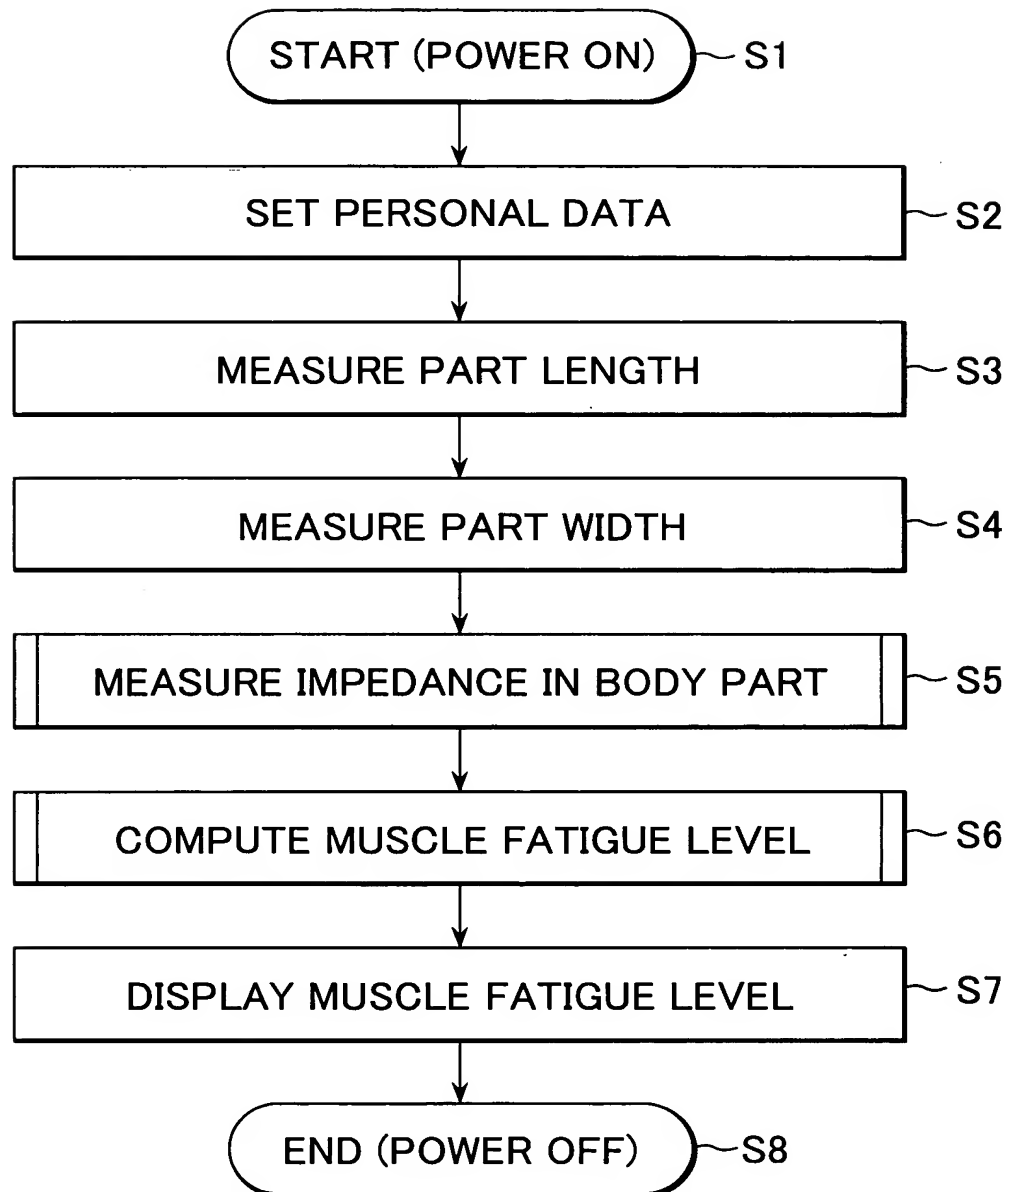 START (POWER ON) S1
SET PERSONAL DATA S2
MEASURE PART LENGTH S3
MEASURE PART WIDTH S4
MEASURE IMPEDANCE IN BODY PART S5
COMPUTE MUSCLE FATIGUE LEVEL S6
DISPLAY MUSCLE FATIGUE LEVEL S7
END (POWER OFF) S8